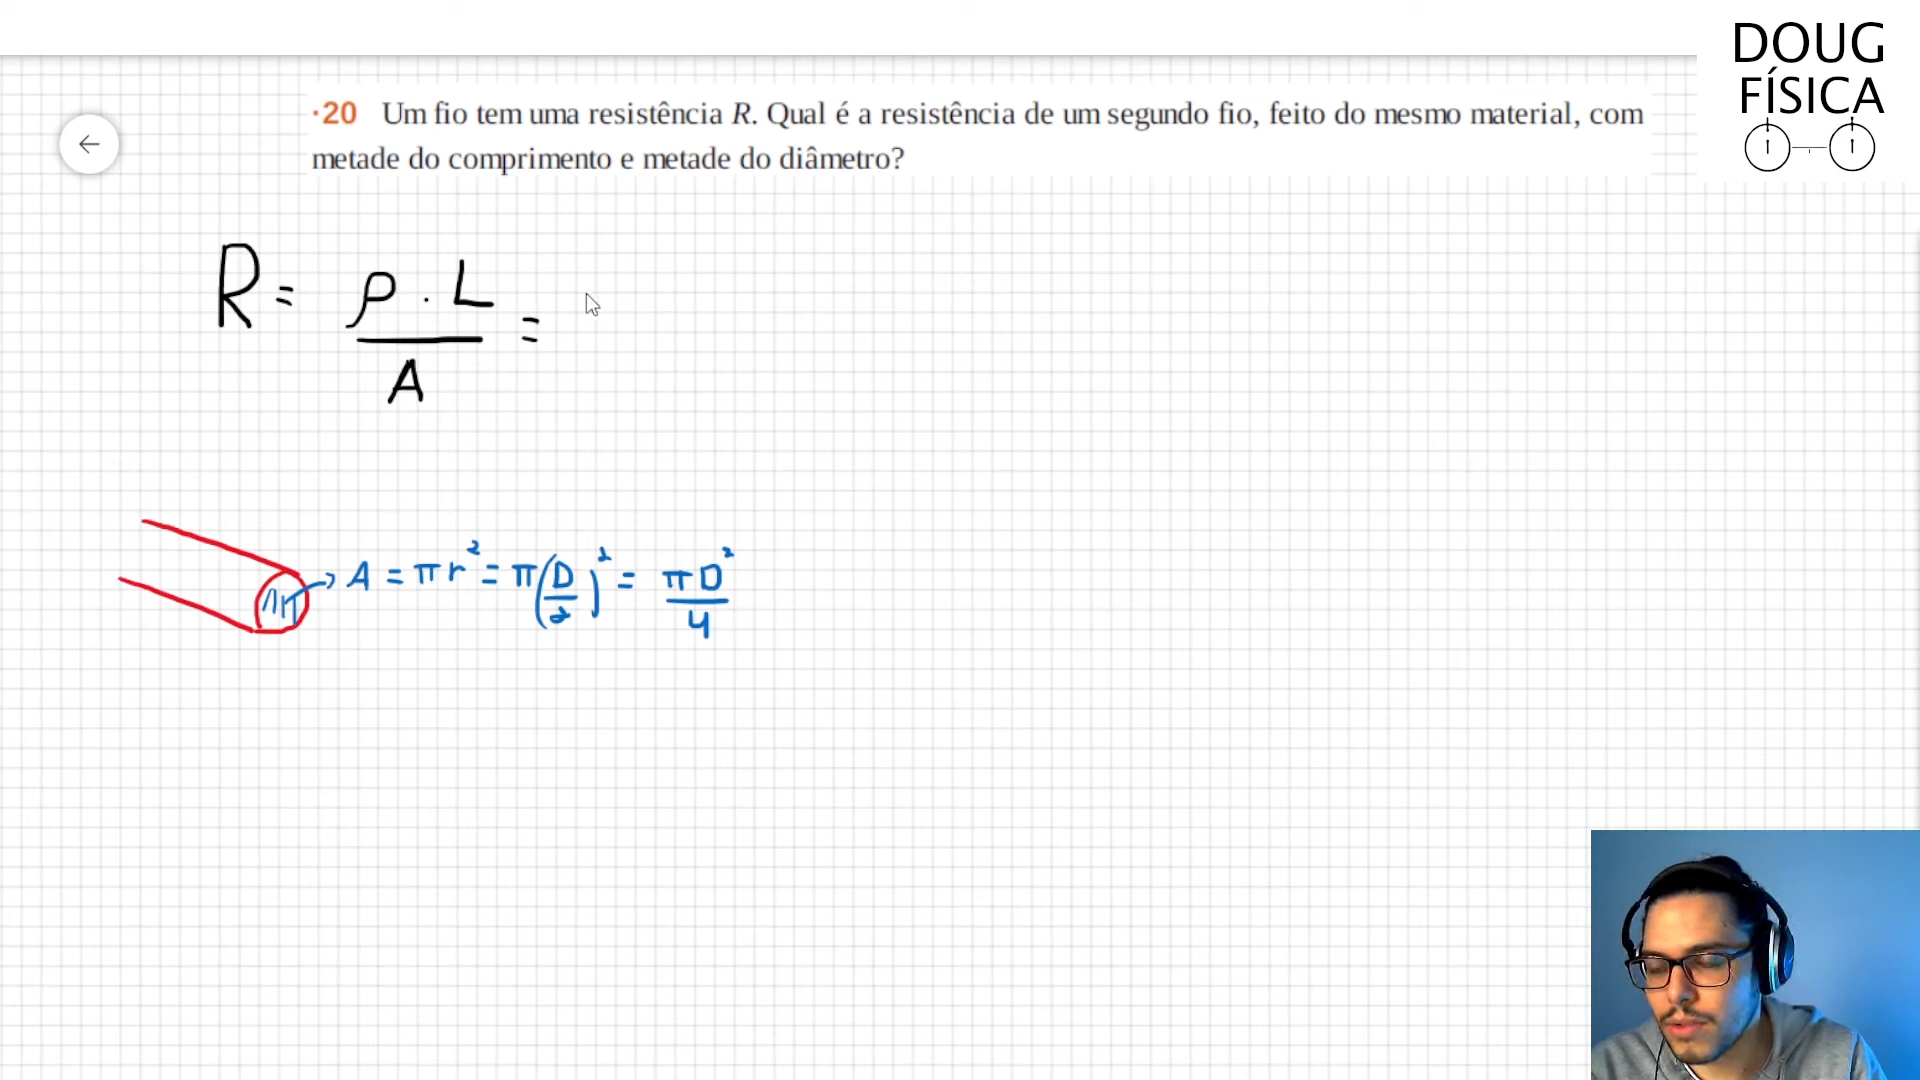 DOUG
FÍSICA
·20 Um fio tem uma resistência R. Qual é a resistência de um segundo fio, feito do mesmo material, com
metade do comprimento e metade do diâmetro?
R = ρ . L / A =
A = πr² = π(D/2)² = πD²/4